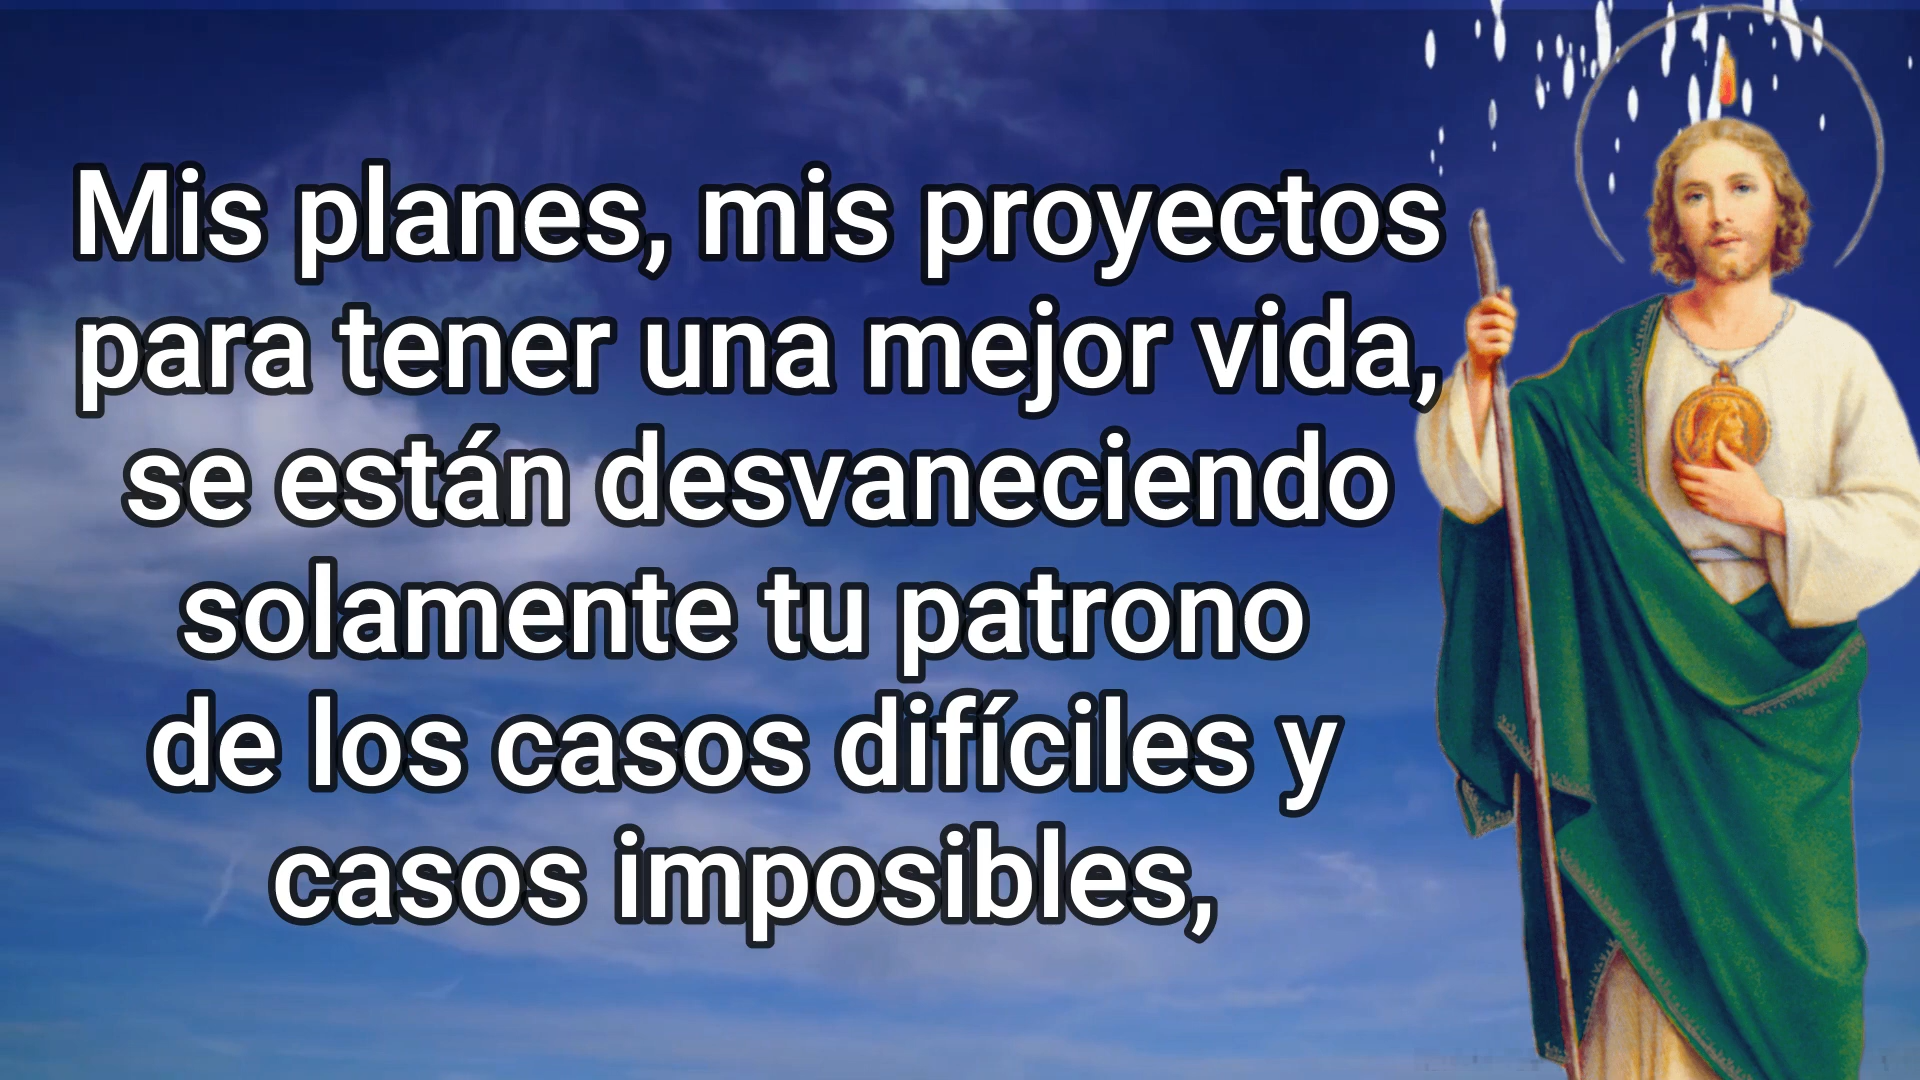 Mis planes, mis proyectos
para tener una mejor vida,
se están desvaneciendo
solamente tu patrono
de los casos difíciles y
casos imposibles,